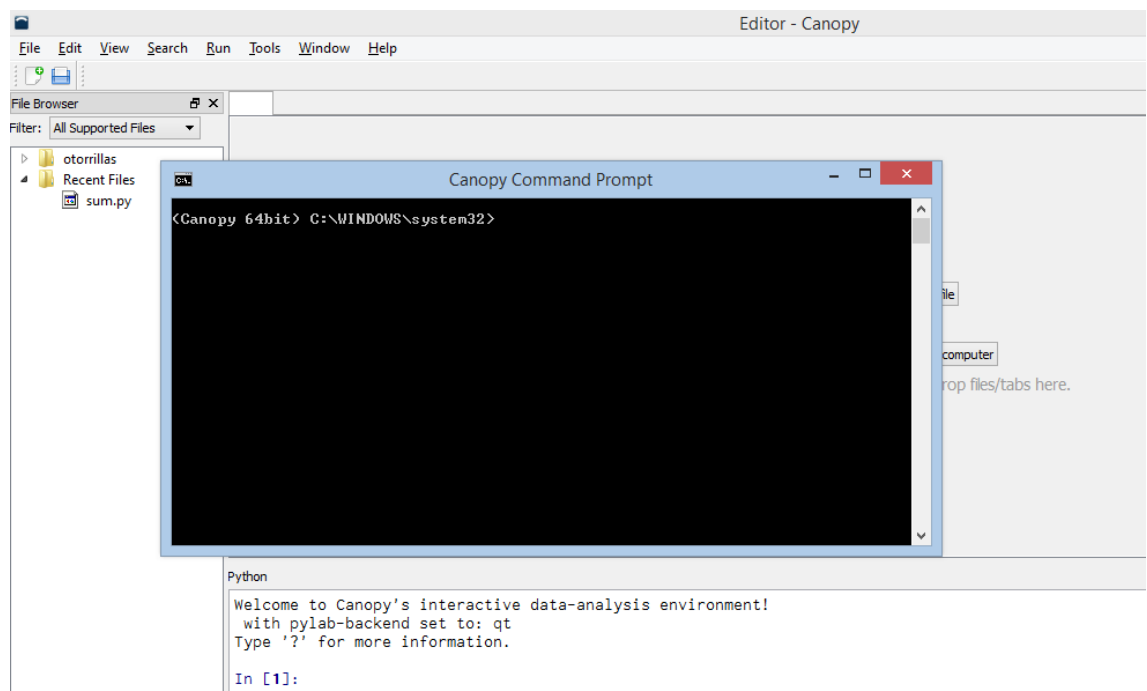 Editor - Canopy
File Edit View Search Run Tools Window Help
File Browser
Filter: All Supported Files
otorrillas
Recent Files
sum.py
Canopy Command Prompt
(Canopy 64bit) C:\WINDOWS\system32>
file
computer
rop files/tabs here.
Python
Welcome to Canopy's interactive data-analysis environment!
with pylab-backend set to: qt
Type '?' for more information.
In [1]: